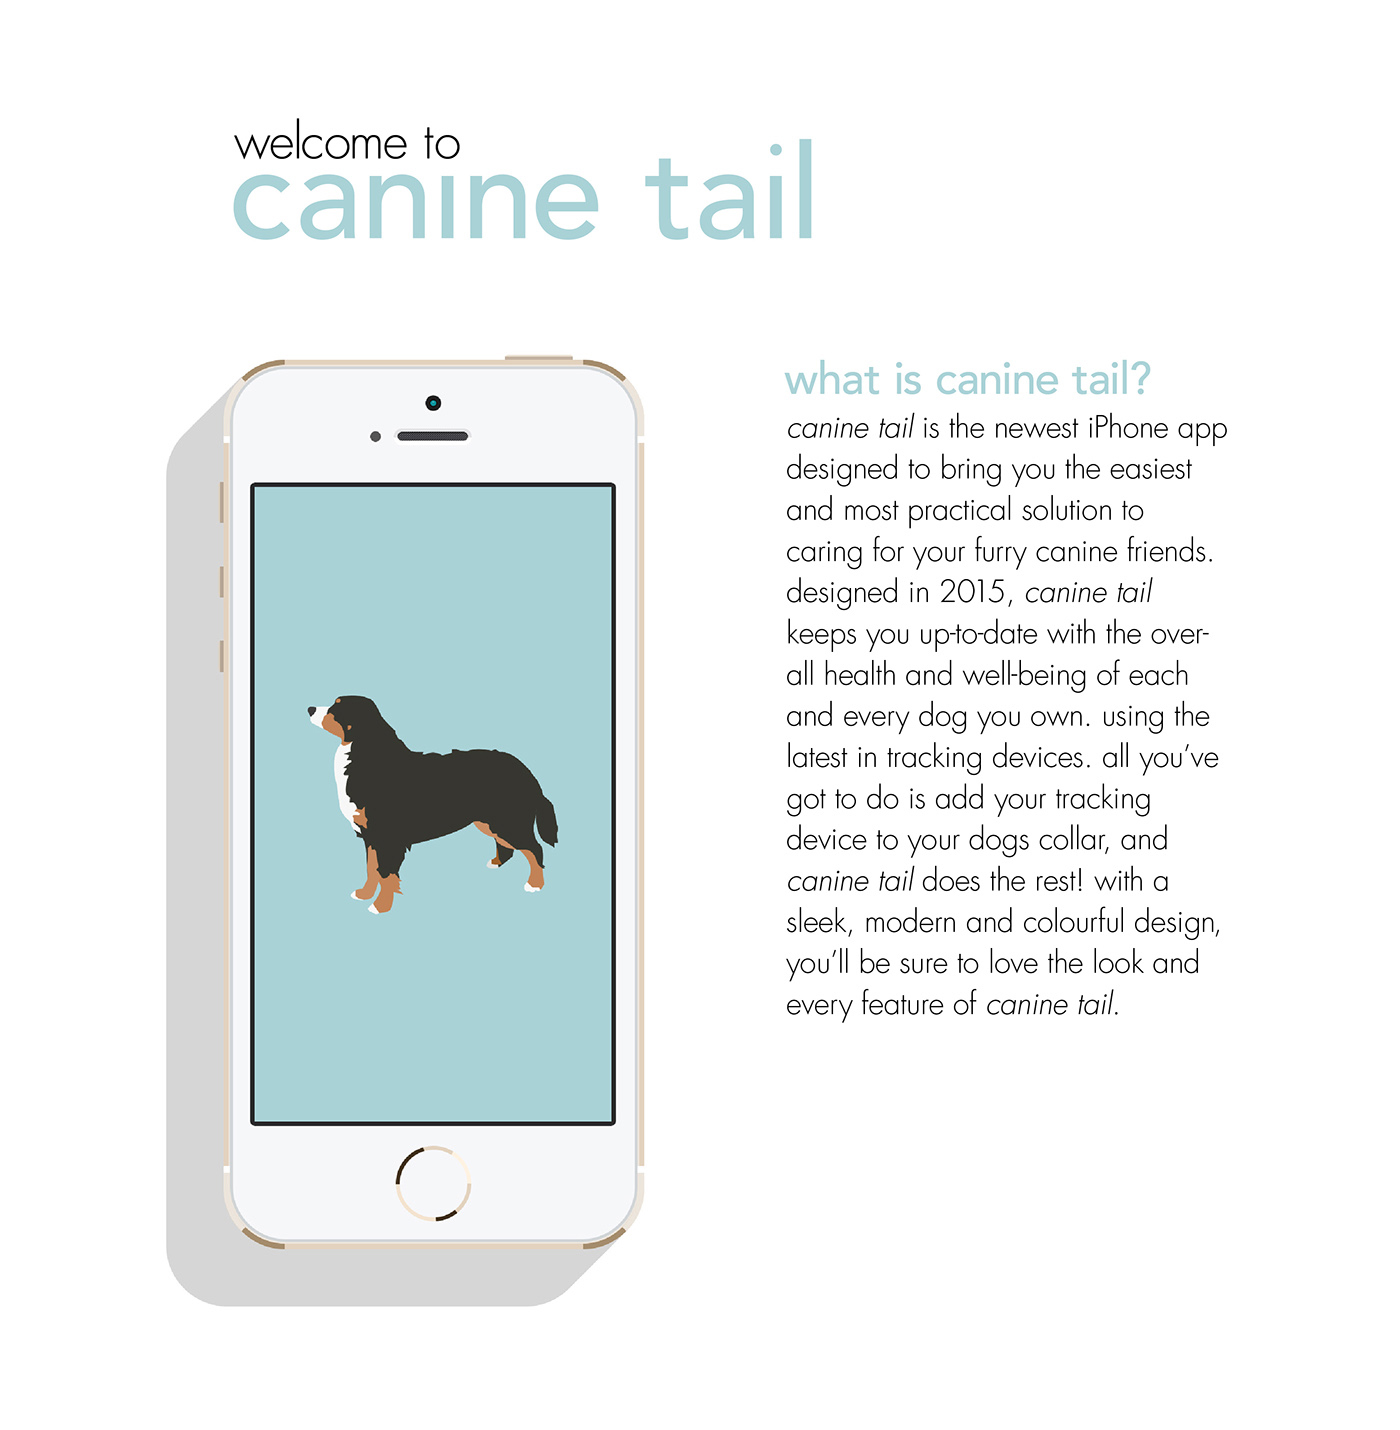 welcome to
canine tail
what is canine tail?
canine tail is the newest iPhone app
designed to bring you the easiest
and most practical solution to
caring for your furry canine friends.
designed in 2015, canine tail
keeps you up-to-date with the over-
all health and well-being of each
and every dog you own. using the
latest in tracking devices. all you've
got to do is add your tracking
device to your dogs collar, and
canine tail does the rest! with a
sleek, modern and colourful design,
you'll be sure to love the look and
every feature of canine tail.